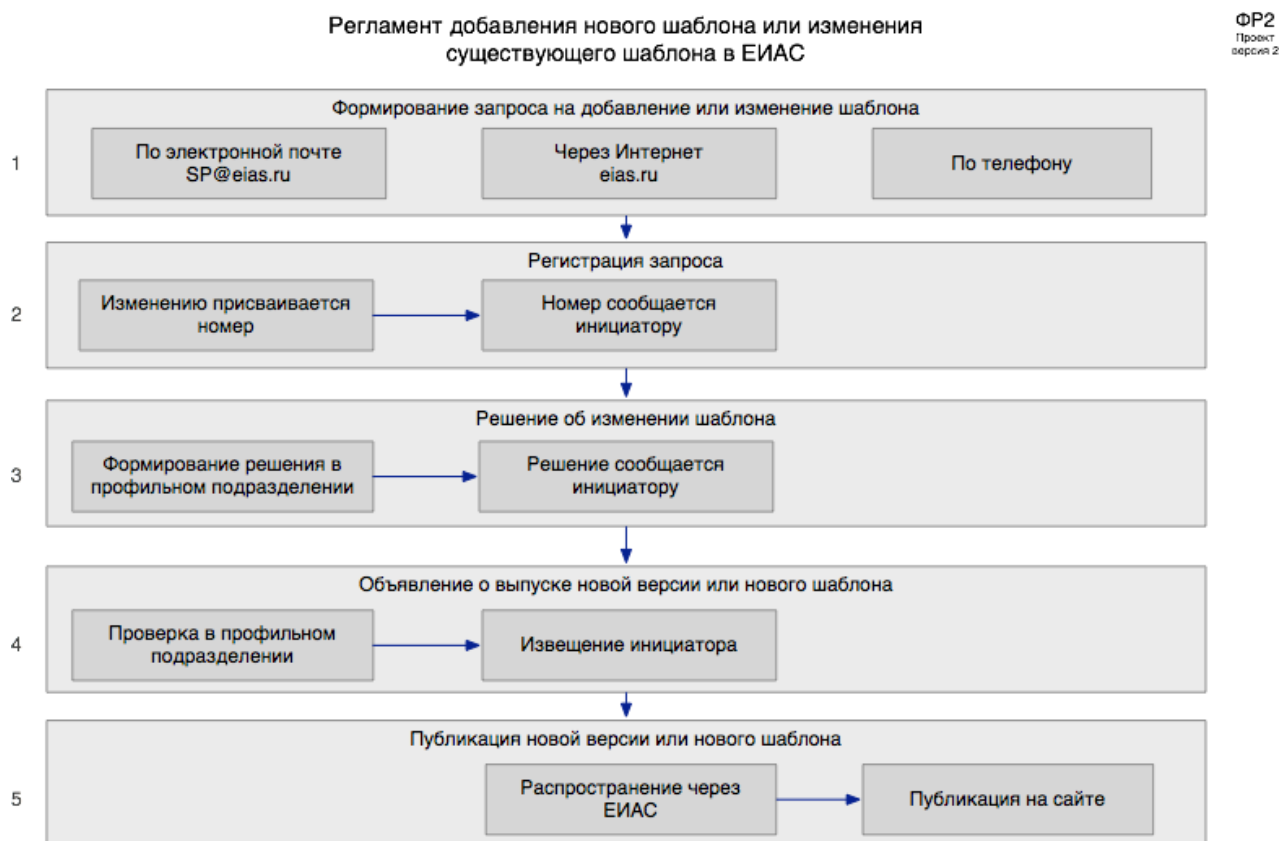 Регламент добавления нового шаблона или изменения
существующего шаблона в ЕИАС
ФР2
Проект
версия 2
Формирование запроса на добавление или изменение шаблона
1
По электронной почте
SP@eias.ru
Через Интернет
eias.ru
По телефону
Регистрация запроса
2
Изменению присваивается
номер
Номер сообщается
инициатору
Решение об изменении шаблона
3
Формирование решения в
профильном подразделении
Решение сообщается
инициатору
Объявление о выпуске новой версии или нового шаблона
4
Проверка в профильном
подразделении
Извещение инициатора
Публикация новой версии или нового шаблона
5
Распространение через
ЕИАС
Публикация на сайте